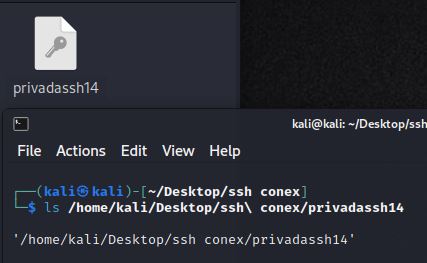 privadassh14
kali@kali: ~/Desktop/ssh
File Actions Edit View Help
┌──(kali㉿kali)-[~/Desktop/ssh conex]
└─$ ls /home/kali/Desktop/ssh\ conex/privadassh14
'/home/kali/Desktop/ssh conex/privadassh14'